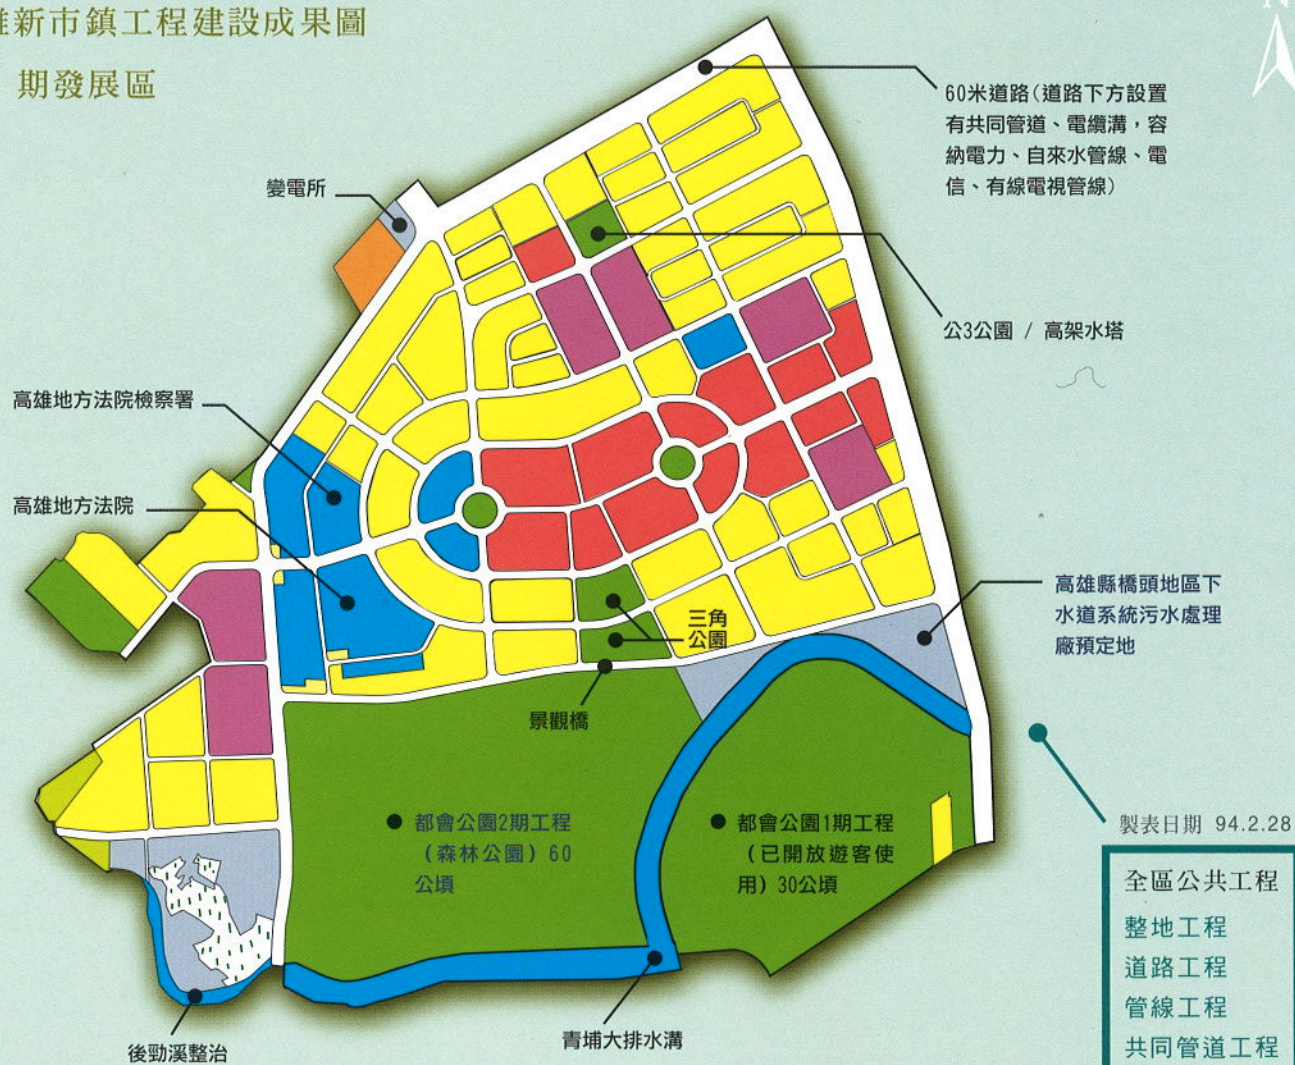 雄新市鎮工程建設成果圖
期發展區
N
60米道路(道路下方設置
有共同管道、電纜溝，容
納電力、自來水管線、電
信、有線電視管線)
變電所
公3公園 / 高架水塔
高雄地方法院檢察署
高雄地方法院
高雄縣橋頭地區下
水道系統污水處理
廠預定地
三角
公園
景觀橋
都會公園2期工程
(森林公園) 60
公頃
都會公園1期工程
(已開放遊客使
用) 30公頃
製表日期 94.2.28
全區公共工程
整地工程
道路工程
管線工程
共同管道工程
青埔大排水溝
後勁溪整治